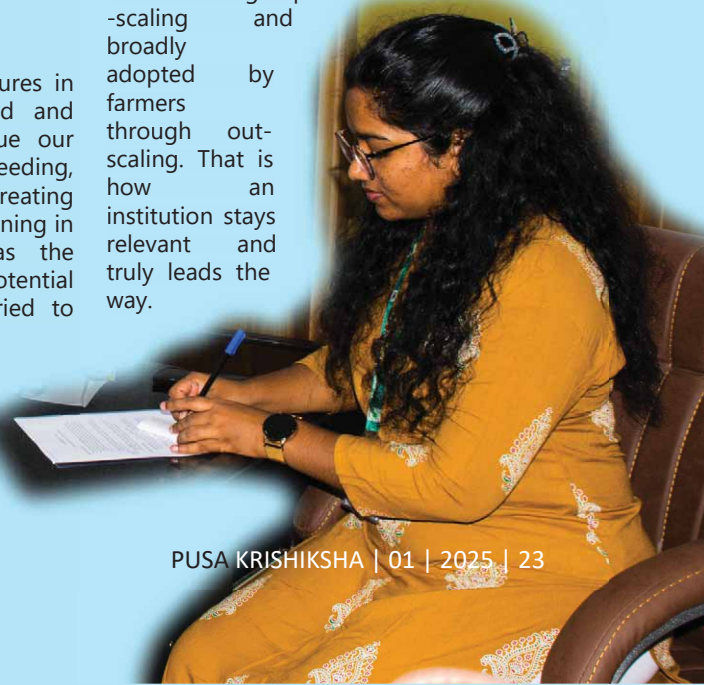 ures in
d and
ue our
eeding,
reating
ning in
as the
otential
ried to
-scaling and
broadly
adopted by
farmers
through out-
scaling. That is
how an
institution stays
relevant and
truly leads the
way.
PUSA KRISHIKSHA | 01 | 2025 | 23